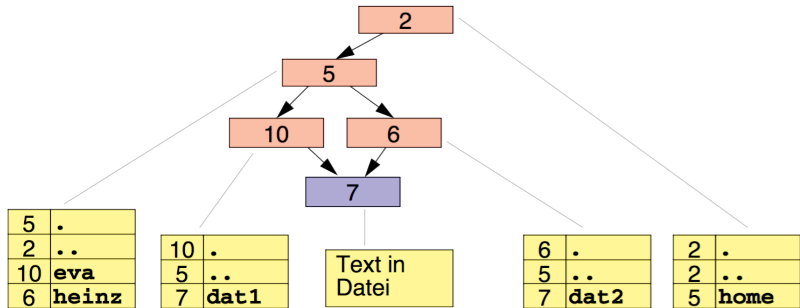 2
5
10 6
7
5 .
2 ..
10 eva
6 heinz
10 .
5 ..
7 dat1
Text in
Datei
6 .
5 ..
7 dat2
2 .
2 ..
5 home